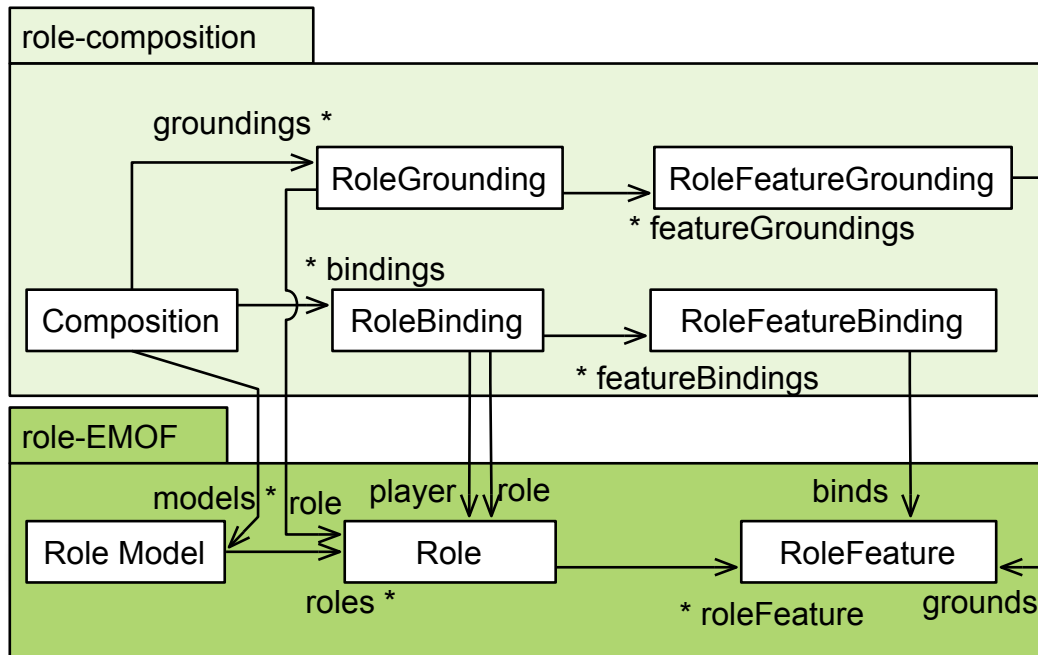 role-composition
groundings *
RoleGrounding
RoleFeatureGrounding
* featureGroundings
* bindings
Composition
RoleBinding
RoleFeatureBinding
* featureBindings
role-EMOF
models *
role
player
role
binds
Role Model
Role
RoleFeature
roles *
* roleFeature
grounds